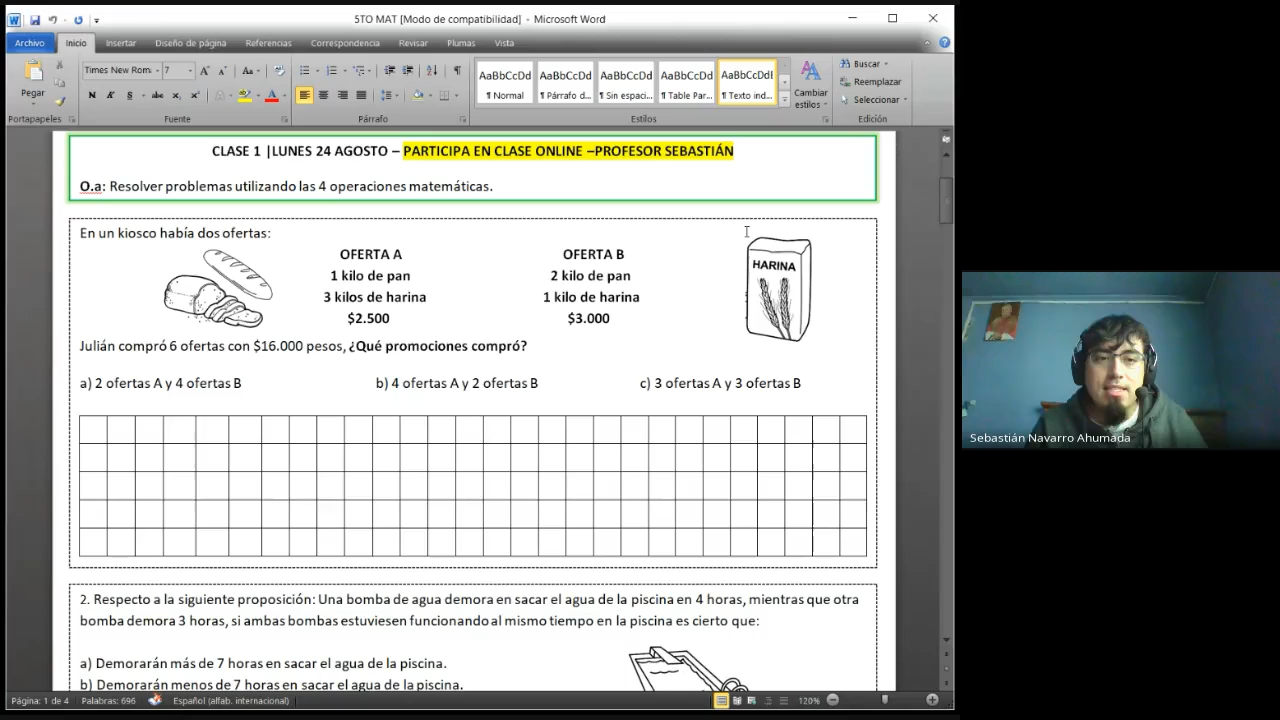 5TO MAT [Modo de compatibilidad] - Microsoft Word
Archivo Inicio Insertar Diseño de página Referencias Correspondencia Revisar Plumas Vista
Pegar
Times New Rom 7
AaBbCcDd AaBbCcDd AaBbCcDd AaBbCcDd AaBbCcDdE
¶ Normal ¶ Párrafo d... ¶ Sin espaci... ¶ Table Par... ¶ Texto ind...
Cambiar estilos
Buscar
Reemplazar
Seleccionar
Portapapeles Fuente Párrafo Estilos Edición
CLASE 1 |LUNES 24 AGOSTO – PARTICIPA EN CLASE ONLINE –PROFESOR SEBASTIÁN
O.a: Resolver problemas utilizando las 4 operaciones matemáticas.
En un kiosco había dos ofertas:
OFERTA A
1 kilo de pan
3 kilos de harina
$2.500
OFERTA B
2 kilo de pan
1 kilo de harina
$3.000
HARINA
Julián compró 6 ofertas con $16.000 pesos, ¿Qué promociones compró?
a) 2 ofertas A y 4 ofertas B b) 4 ofertas A y 2 ofertas B c) 3 ofertas A y 3 ofertas B
2. Respecto a la siguiente proposición: Una bomba de agua demora en sacar el agua de la piscina en 4 horas, mientras que otra
bomba demora 3 horas, si ambas bombas estuviesen funcionando al mismo tiempo en la piscina es cierto que:
a) Demorarán más de 7 horas en sacar el agua de la piscina.
b) Demorarán menos de 7 horas en sacar el agua de la piscina.
Página: 1 de 4 Palabras: 696 Español (alfab. internacional) 120%
Sebastián Navarro Ahumada